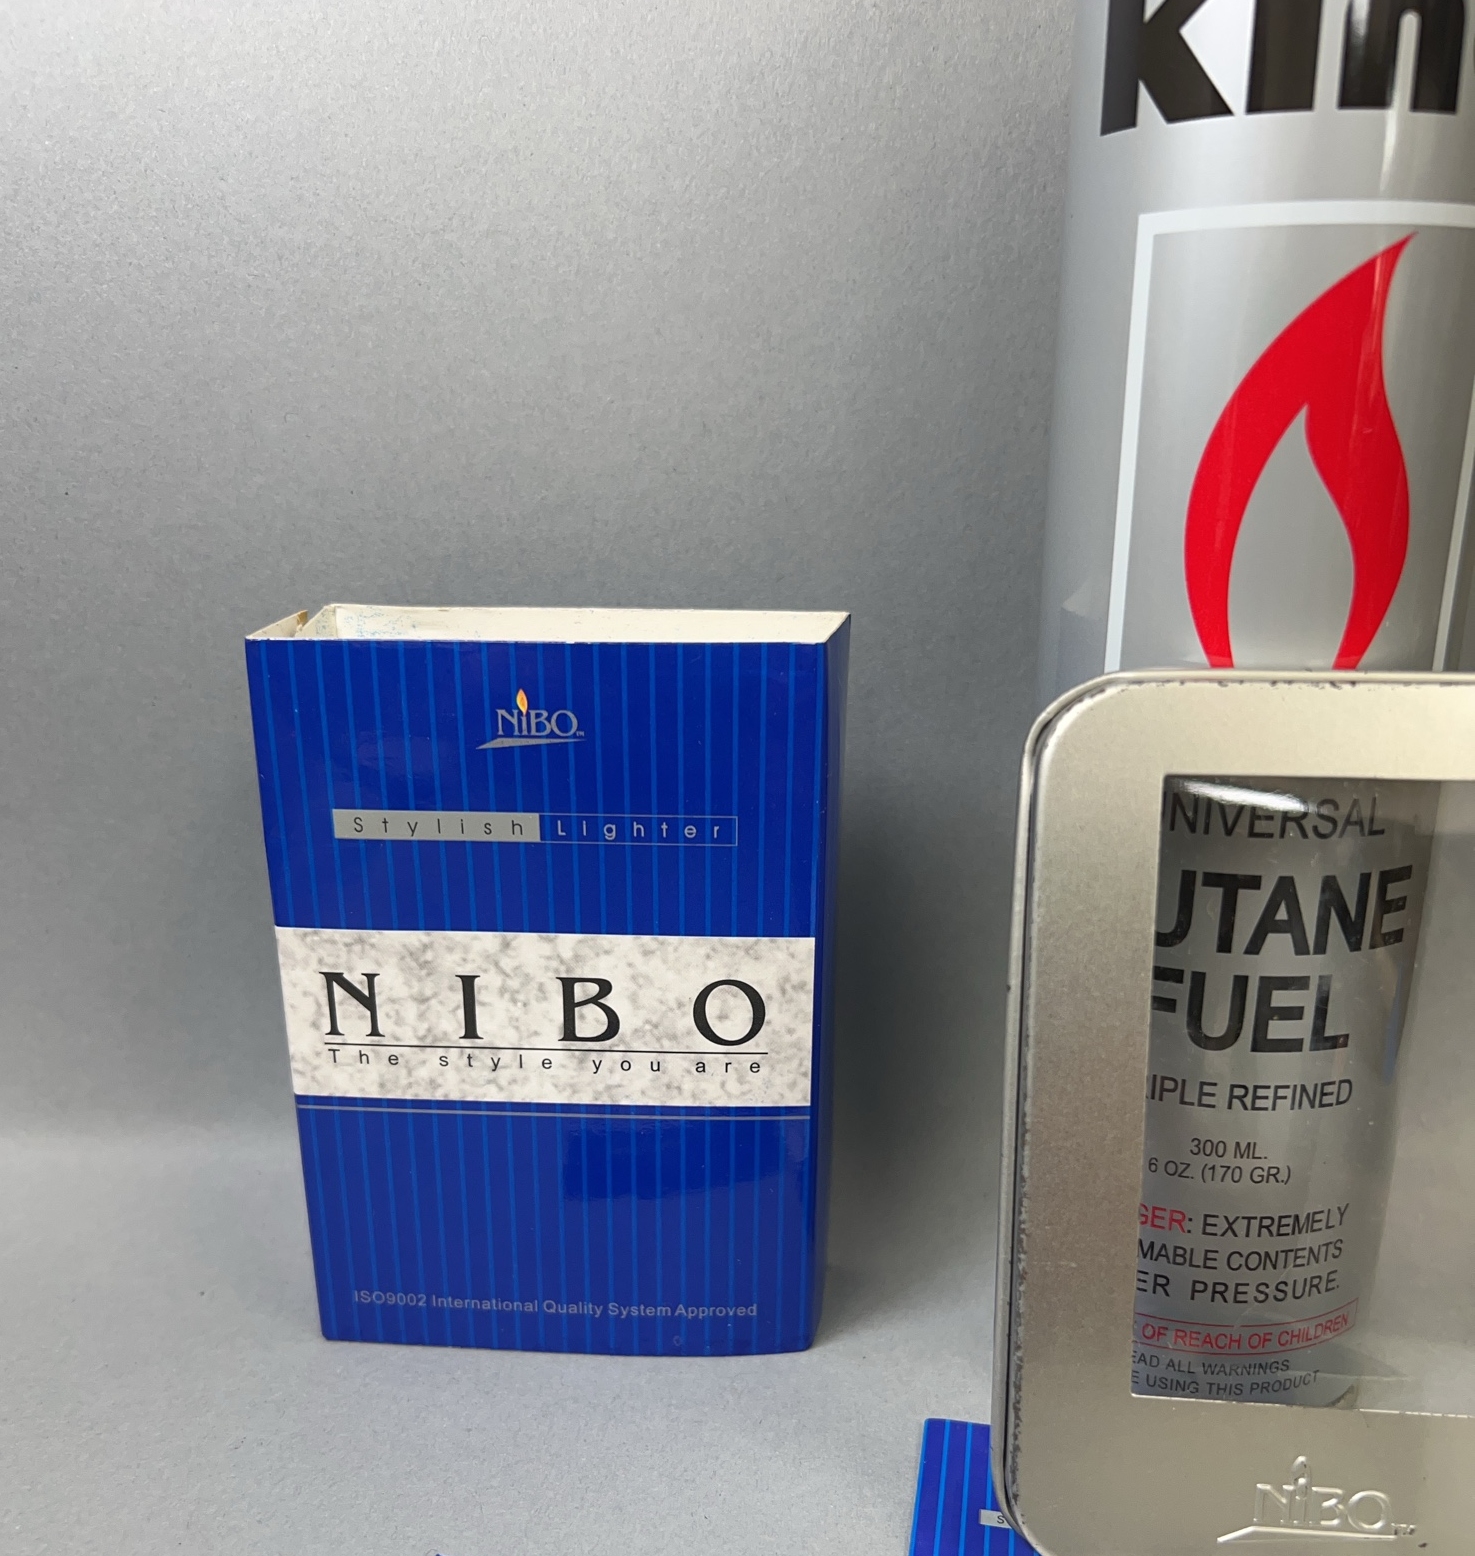 NiBO™
Stylish Lighter
NIBO
The style you are
ISO9002 International Quality System Approved
kin
NIVERSAL
UTANE
FUEL
IPLE REFINED
300 ML.
6 OZ. (170 GR.)
GER: EXTREMELY
MABLE CONTENTS
ER PRESSURE.
OF REACH OF CHILDREN
EAD ALL WARNINGS
E USING THIS PRODUCT
NiBO™
S